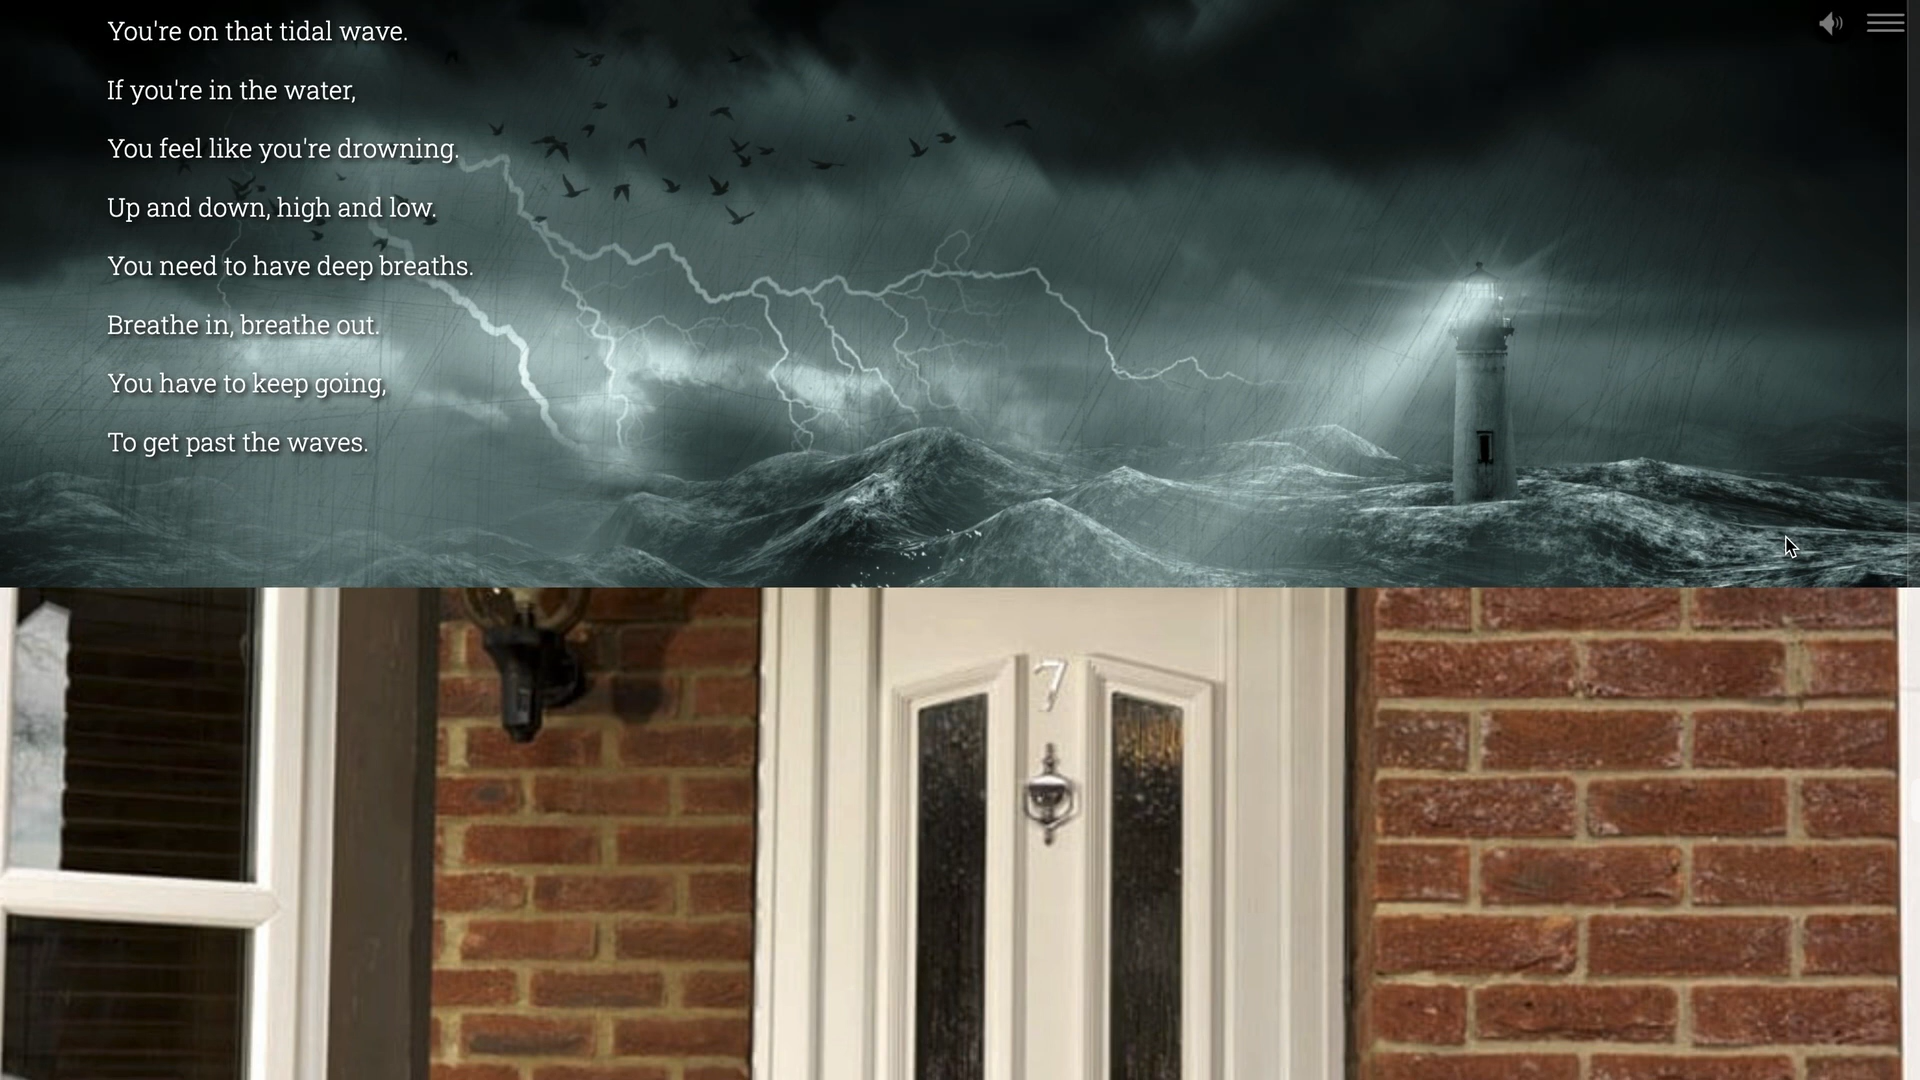 You're on that tidal wave.
If you're in the water,
You feel like you're drowning.
Up and down, high and low.
You need to have deep breaths.
Breathe in, breathe out.
You have to keep going,
To get past the waves.
7